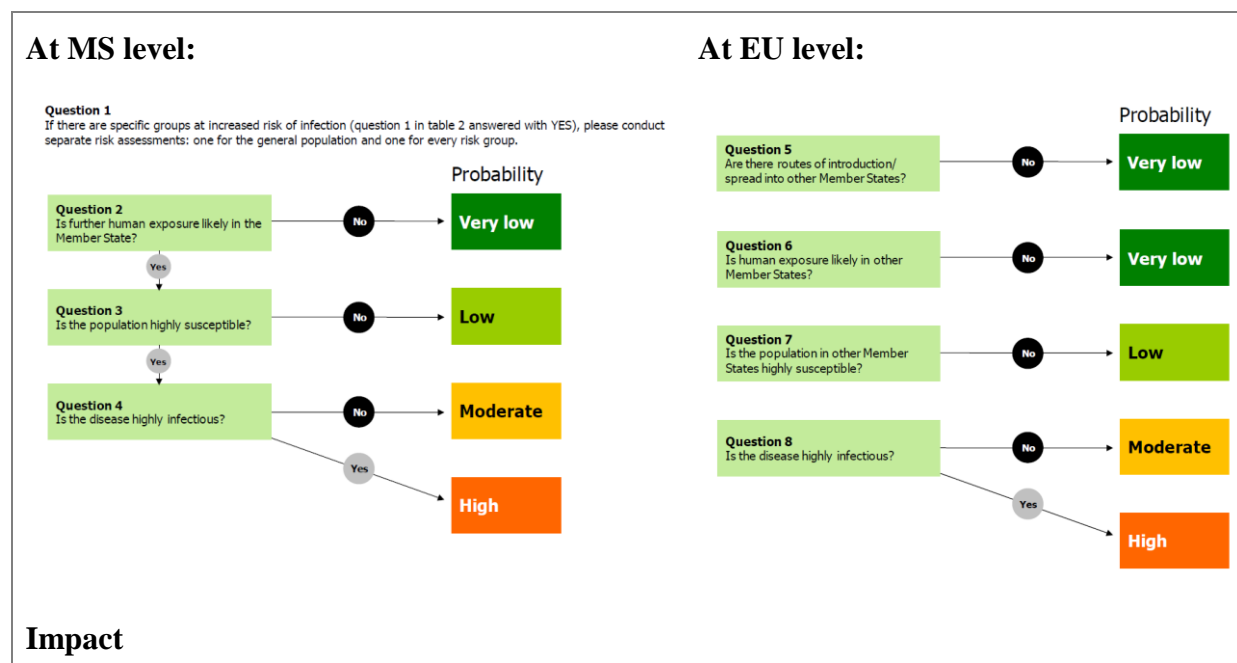 At MS level:
Question 1
If there are specific groups at increased risk of infection (question 1 in table 2 answered with YES), please conduct
separate risk assessments: one for the general population and one for every risk group.
Probability
Question 2
Is further human exposure likely in the
Member State?
No
Very low
Yes
Question 3
Is the population highly susceptible?
No
Low
Yes
Question 4
Is the disease highly infectious?
No
Moderate
Yes
High
At EU level:
Probability
Question 5
Are there routes of introduction/
spread into other Member States?
No
Very low
Question 6
Is human exposure likely in other
Member States?
No
Very low
Question 7
Is the population in other Member
States highly susceptible?
No
Low
Question 8
Is the disease highly infectious?
No
Moderate
Yes
High
Impact